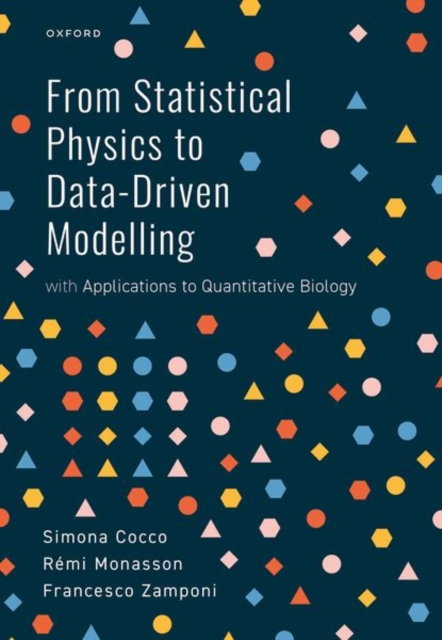 OXFORD
From Statistical
Physics to
Data-Driven
Modelling
with Applications to Quantitative Biology
Simona Cocco
Rémi Monasson
Francesco Zamponi